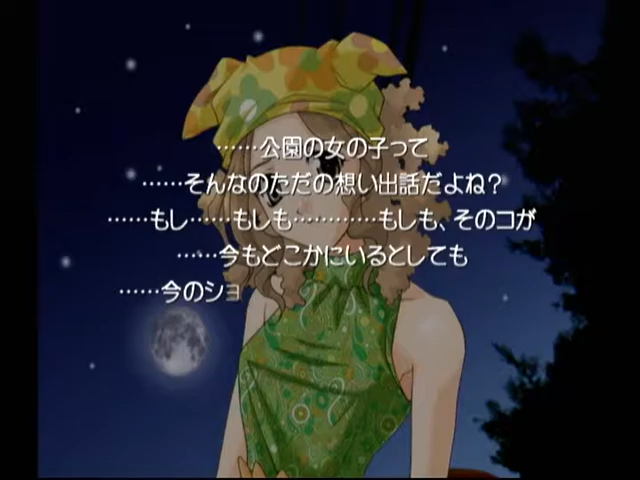 ……公園の女の子って
……そんなのただの想い出話だよね？
……もし……もしも…………もしも、そのコが
……今もどこかにいるとしても
……今のショ